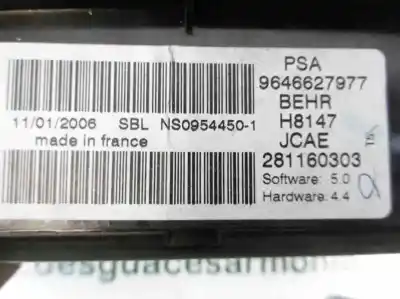 PSA
9646627977
BEHR
H8147
JCAE
281160303
Software: 5.0
Hardware: 4.4
11/01/2006 SBL NS0954450-1
made in france
desguacesarmon